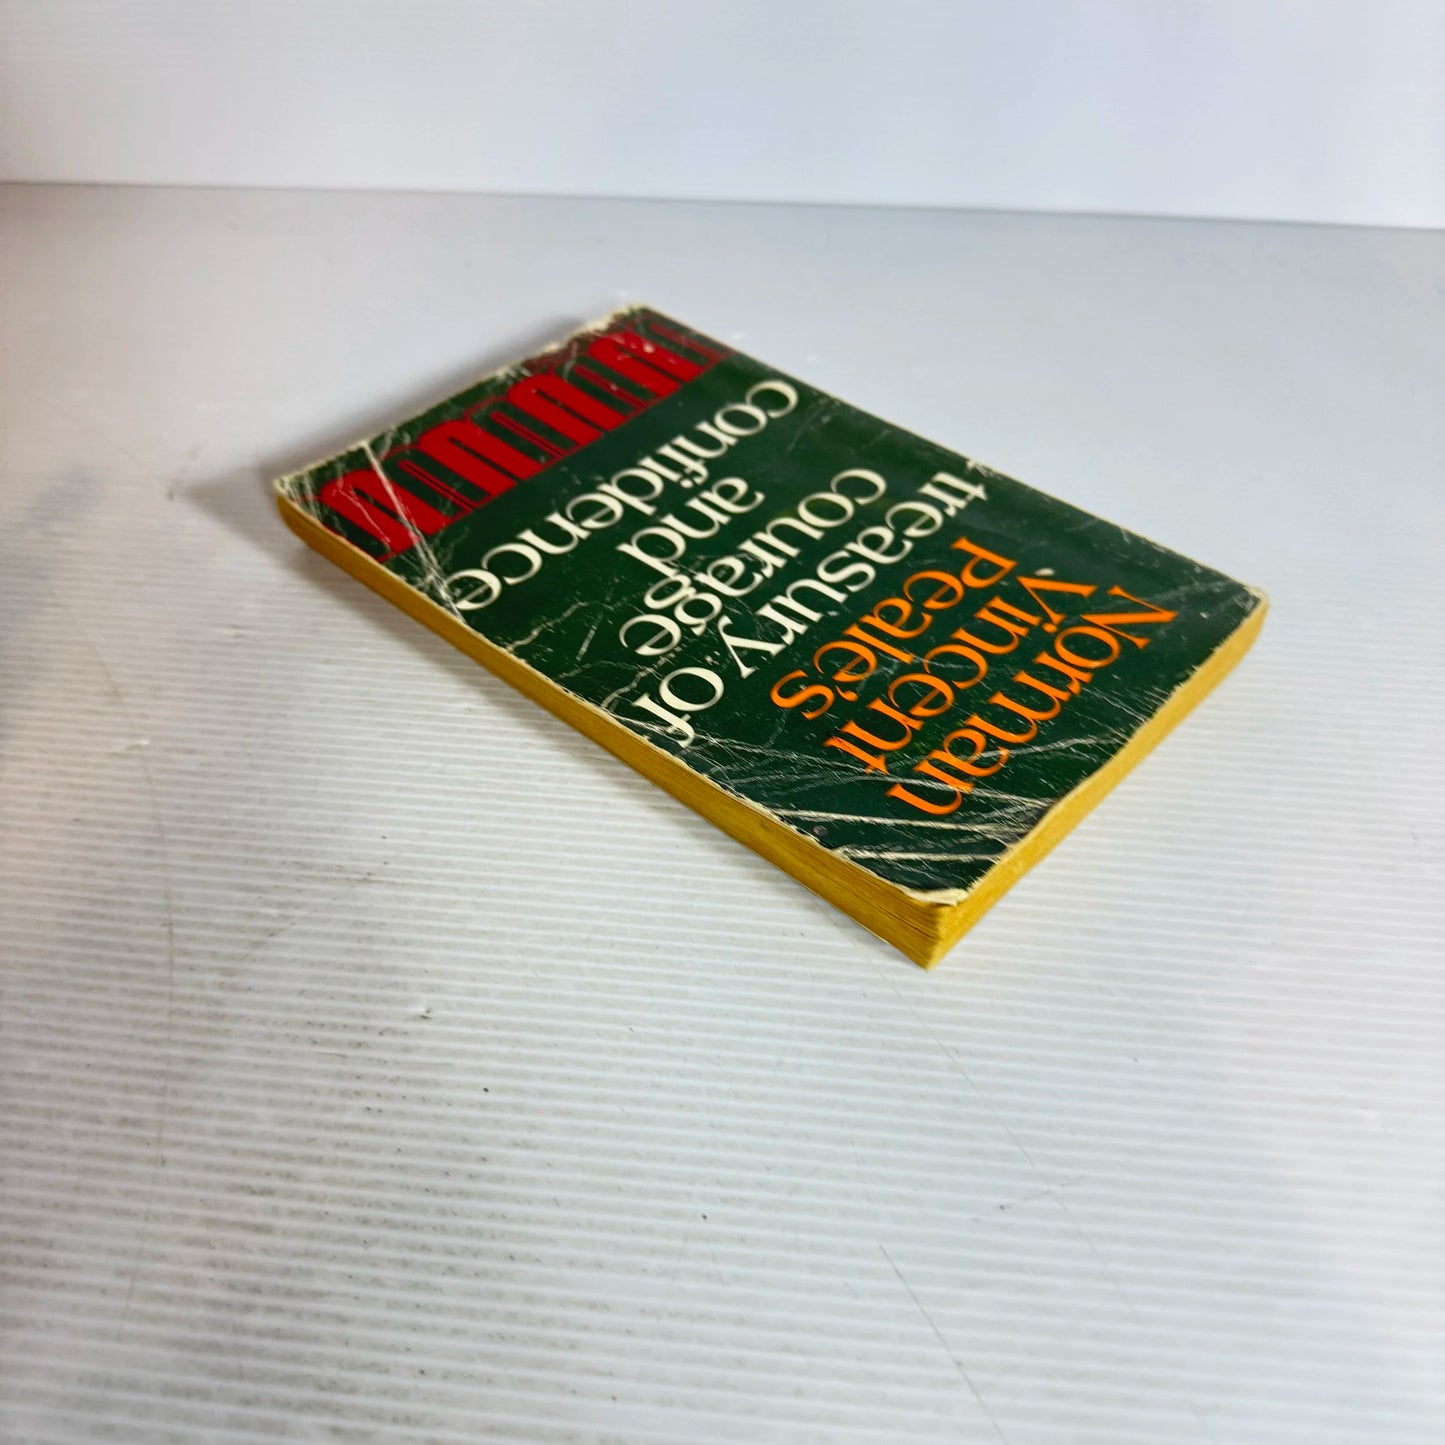 Norman
Vincent
Peale's
treasury of
courage
and
confidence